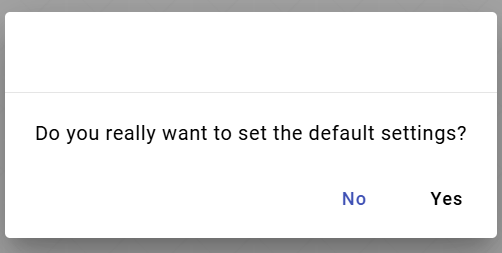 Do you really want to set the default settings?
No Yes